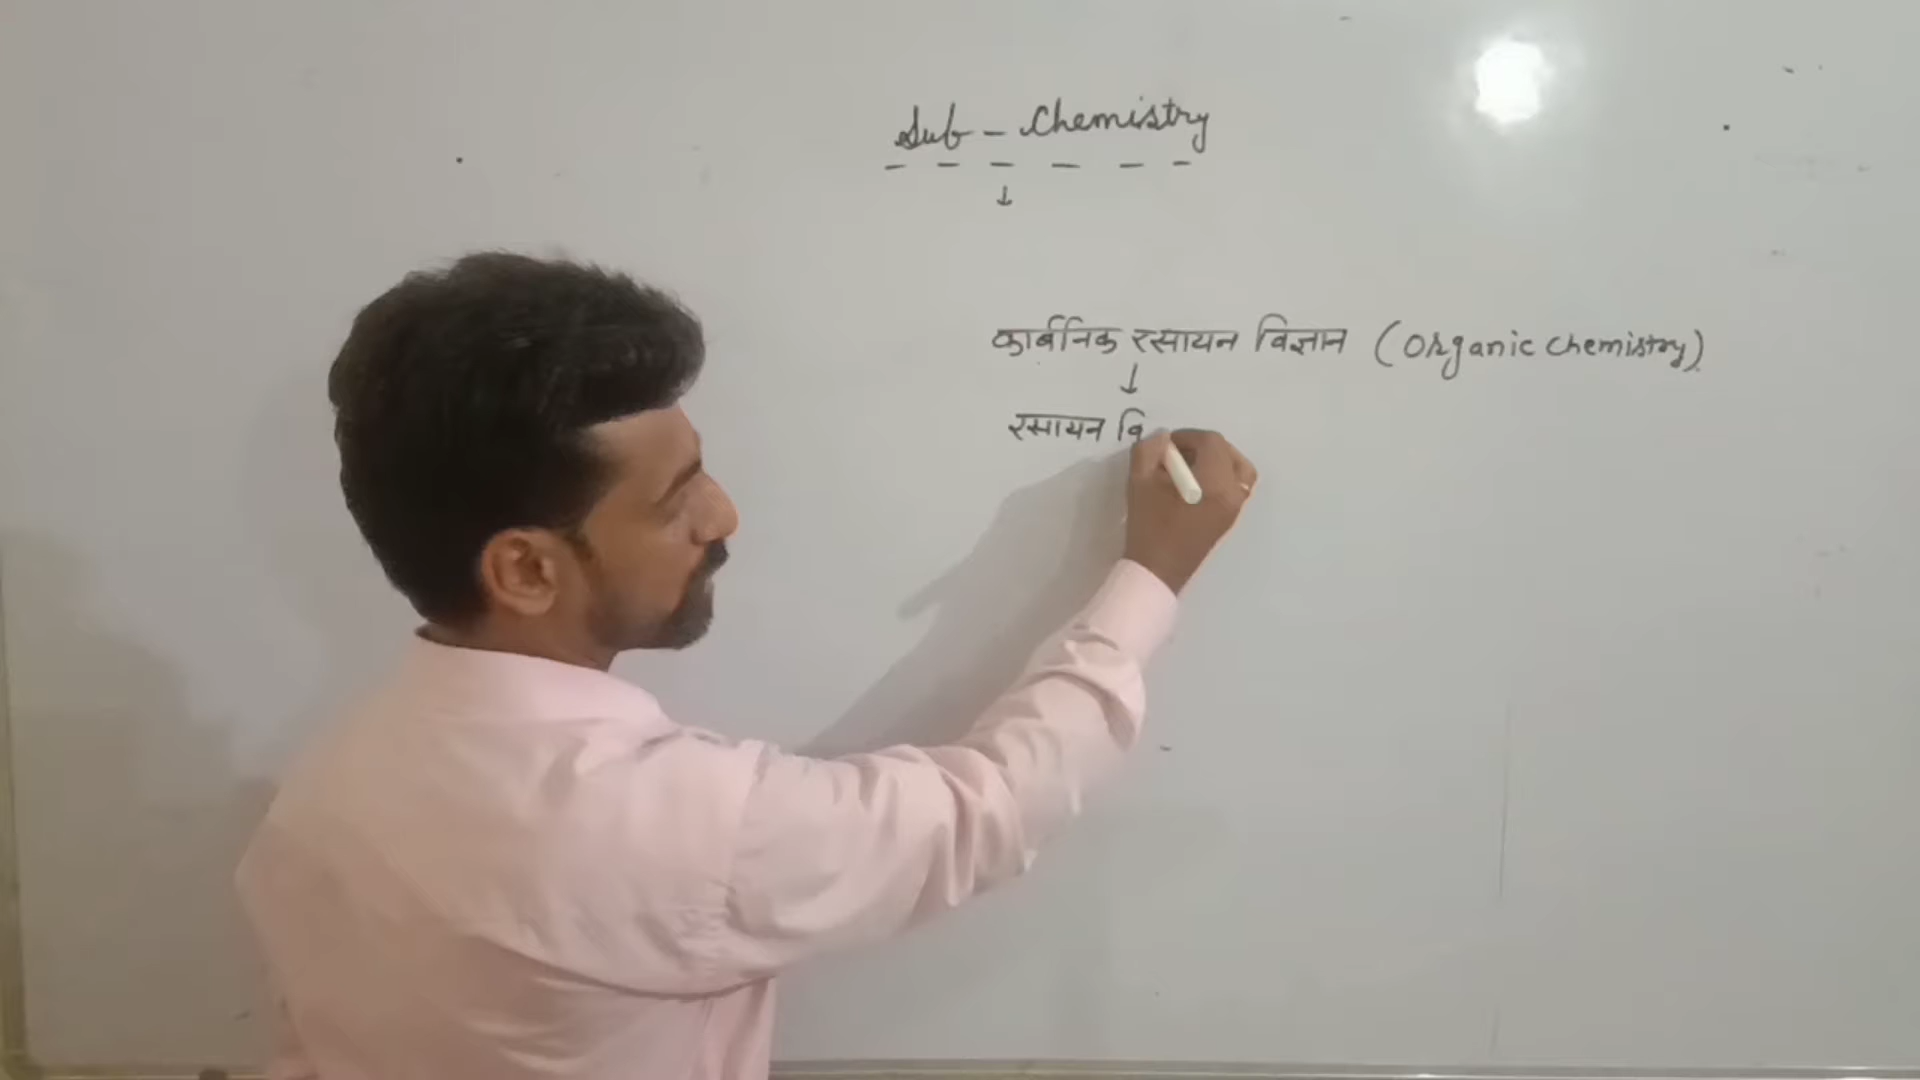 Sub - Chemistry
↓
कार्बनिक रसायन विज्ञान (Organic Chemistry)
↓
रसायन वि